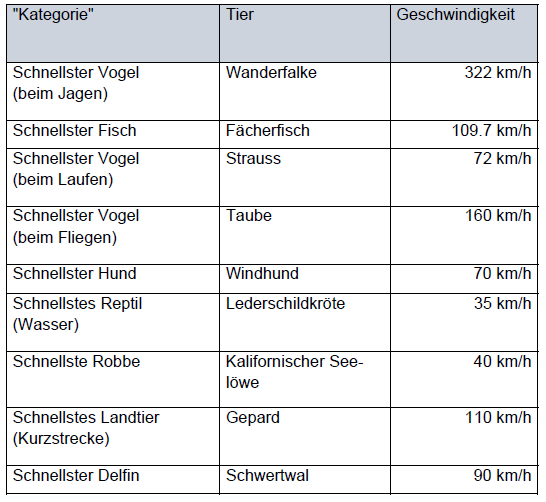 "Kategorie" Tier Geschwindigkeit
Schnellster Vogel Wanderfalke 322 km/h
(beim Jagen)
Schnellster Fisch Fächerfisch 109.7 km/h
Schnellster Vogel Strauss 72 km/h
(beim Laufen)
Schnellster Vogel Taube 160 km/h
(beim Fliegen)
Schnellster Hund Windhund 70 km/h
Schnellstes Reptil Lederschildkröte 35 km/h
(Wasser)
Schnellste Robbe Kalifornischer See- 40 km/h
löwe
Schnellstes Landtier Gepard 110 km/h
(Kurzstrecke)
Schnellster Delfin Schwertwal 90 km/h